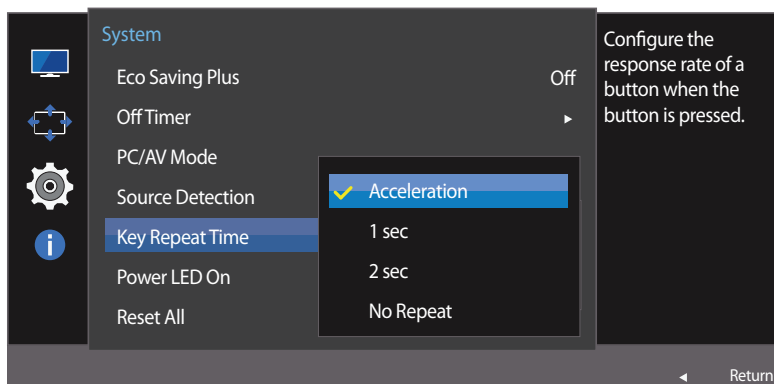 System
Eco Saving Plus Off
Off Timer
PC/AV Mode
Source Detection
Key Repeat Time
Power LED On
Reset All
Acceleration
1 sec
2 sec
No Repeat
Configure the
response rate of a
button when the
button is pressed.
Return